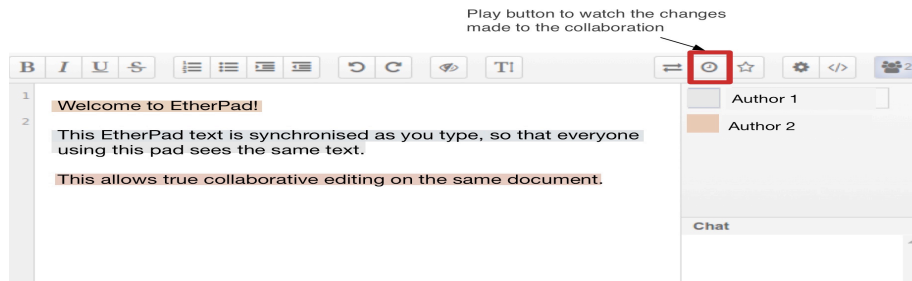 Play button to watch the changes
made to the collaboration
B I U S TI </> 2
1 Welcome to EtherPad!!
2
This EtherPad text is synchronised as you type, so that everyone
using this pad sees the same text.
This allows true collaborative editing on the same document.
Author 1
Author 2
Chat